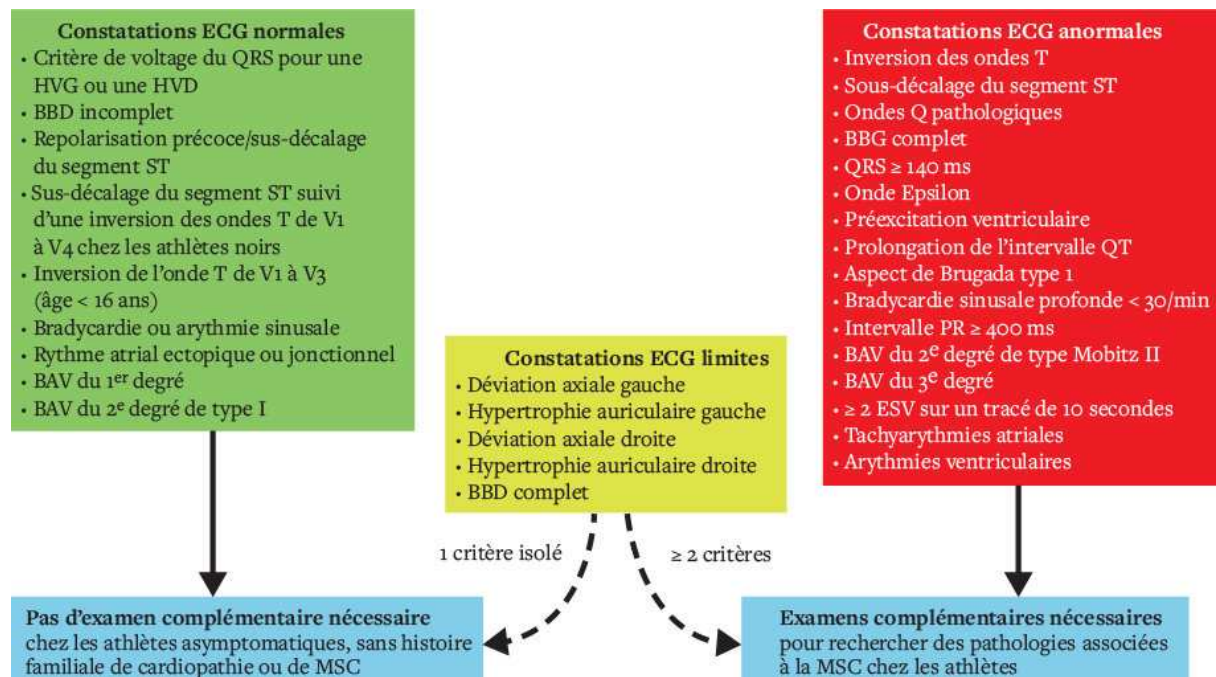 Constatations ECG normales
• Critère de voltage du QRS pour une
HVG ou une HVD
• BBD incomplet
• Repolarisation précoce/sus-décalage
du segment ST
• Sus-décalage du segment ST suivi
d'une inversion des ondes T de V1
à V4 chez les athlètes noirs
• Inversion de l'onde T de V1 à V3
(âge < 16 ans)
• Bradycardie ou arythmie sinusale
• Rythme atrial ectopique ou jonctionnel
• BAV du 1er degré
• BAV du 2e degré de type I
Constatations ECG limites
• Déviation axiale gauche
• Hypertrophie auriculaire gauche
• Déviation axiale droite
• Hypertrophie auriculaire droite
• BBD complet
Constatations ECG anormales
• Inversion des ondes T
• Sous-décalage du segment ST
• Ondes Q pathologiques
• BBG complet
• QRS ≥ 140 ms
• Onde Epsilon
• Préexcitation ventriculaire
• Prolongation de l'intervalle QT
• Aspect de Brugada type 1
• Bradycardie sinusale profonde < 30/min
• Intervalle PR ≥ 400 ms
• BAV du 2e degré de type Mobitz II
• BAV du 3e degré
• ≥ 2 ESV sur un tracé de 10 secondes
• Tachyarythmies atriales
• Arythmies ventriculaires
1 critère isolé
≥ 2 critères
Pas d'examen complémentaire nécessaire
chez les athlètes asymptomatiques, sans histoire
familiale de cardiopathie ou de MSC
Examens complémentaires nécessaires
pour rechercher des pathologies associées
à la MSC chez les athlètes